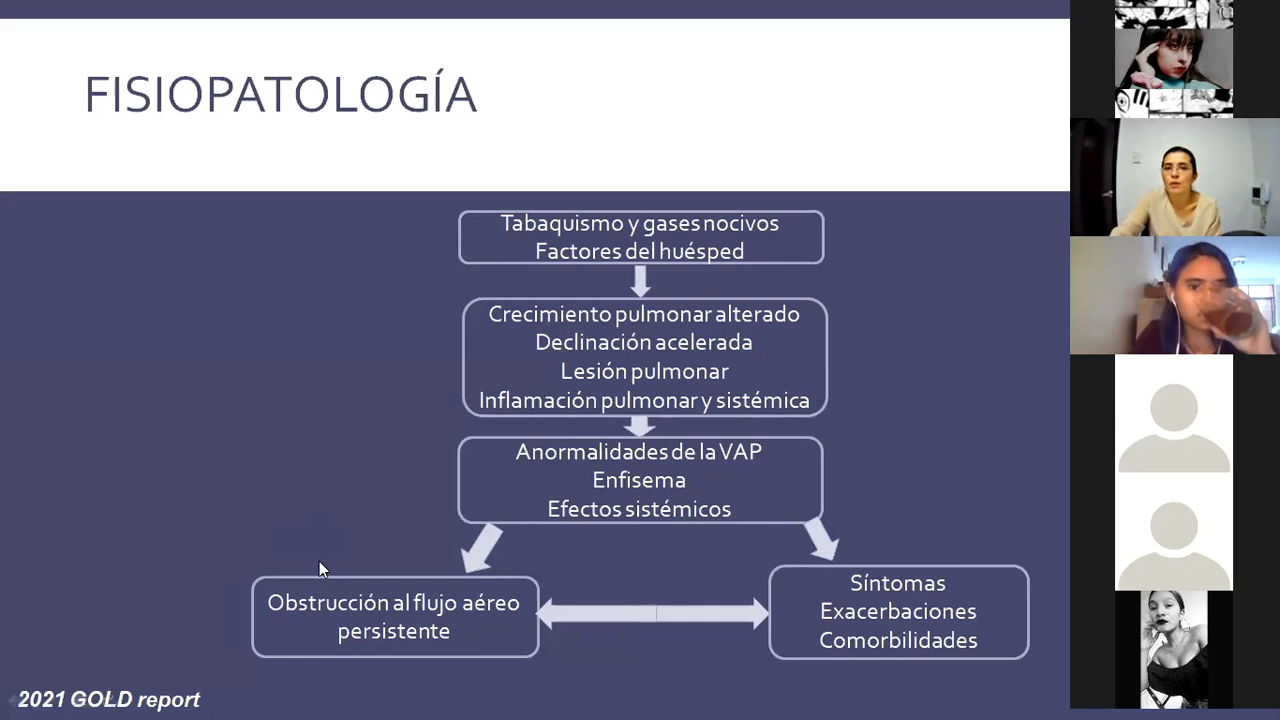 FISIOPATOLOGÍA
Tabaquismo y gases nocivos
Factores del huésped
Crecimiento pulmonar alterado
Declinación acelerada
Lesión pulmonar
Inflamación pulmonar y sistémica
Anormalidades de la VAP
Enfisema
Efectos sistémicos
Obstrucción al flujo aéreo
persistente
Síntomas
Exacerbaciones
Comorbilidades
2021 GOLD report